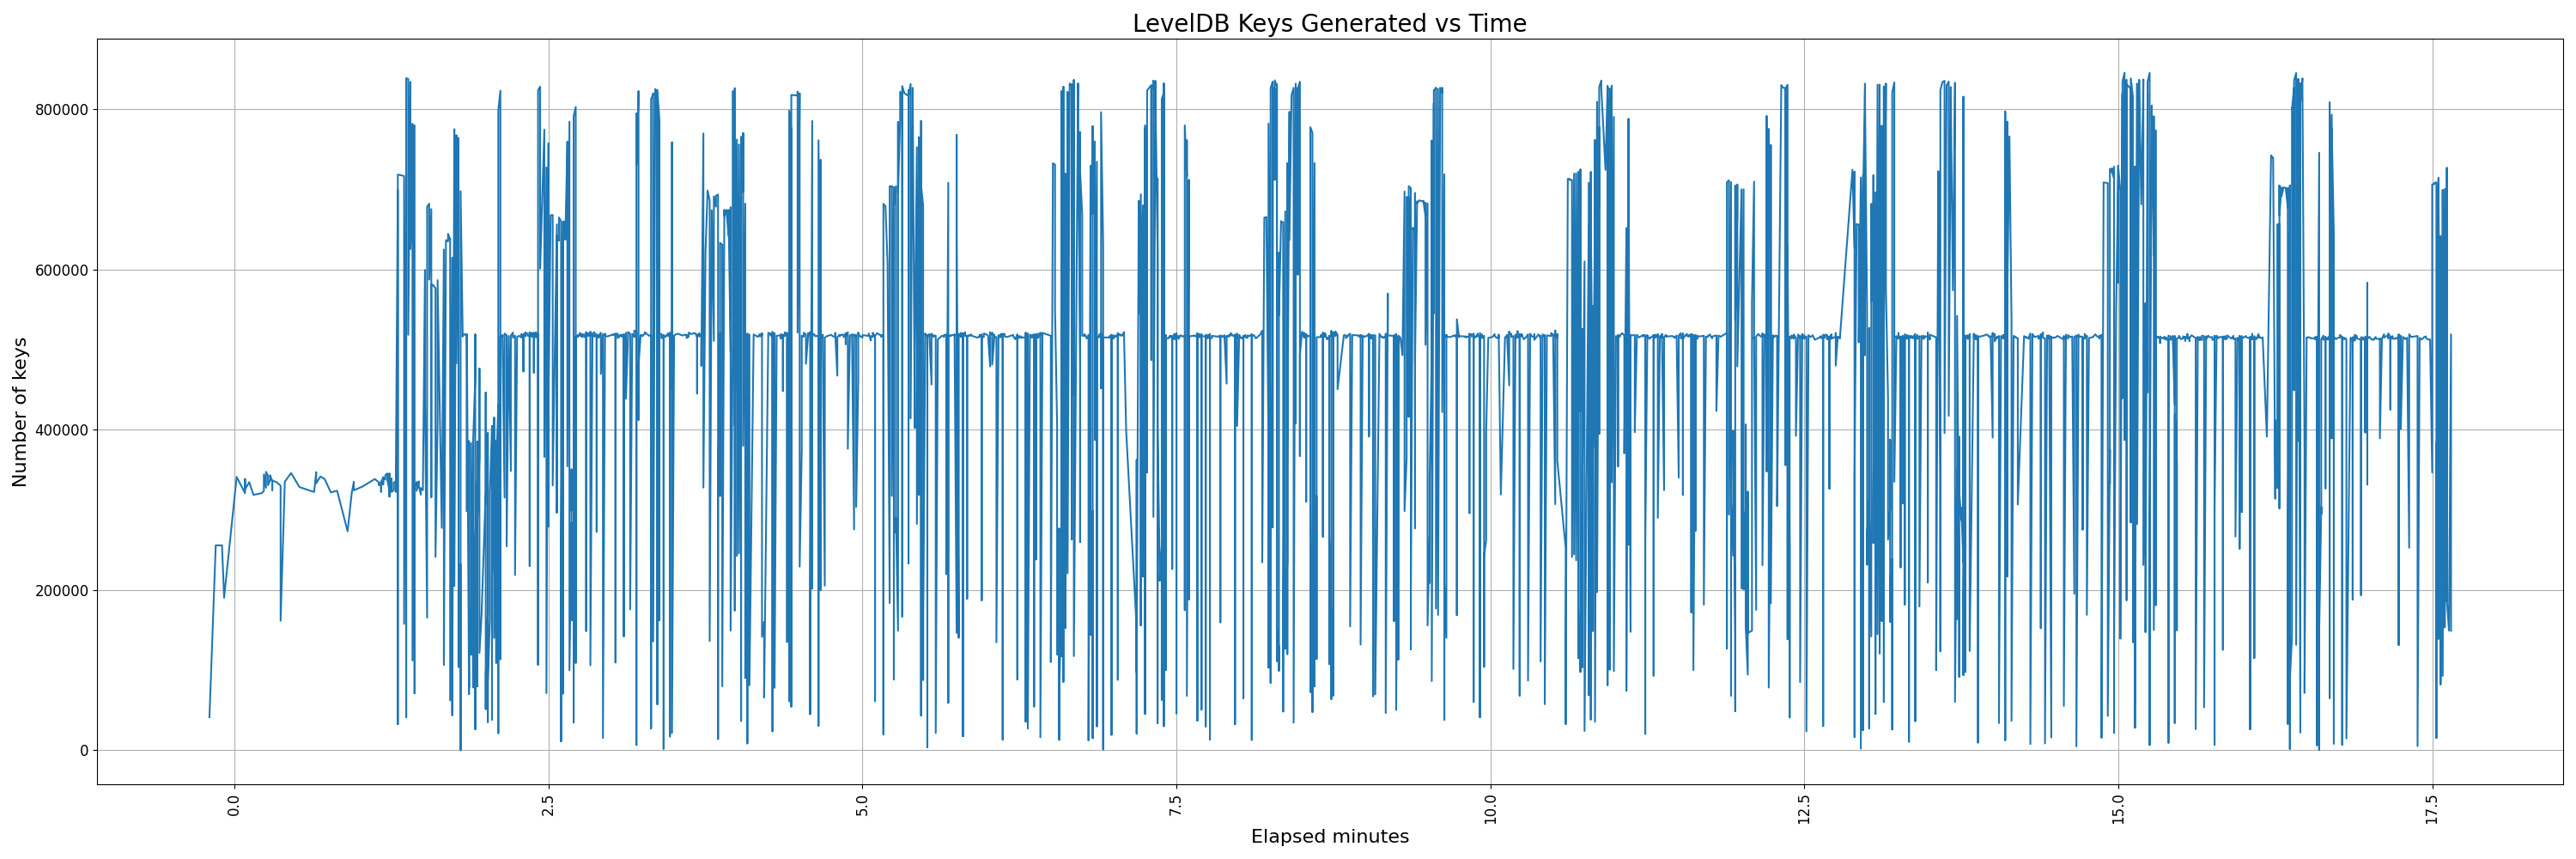 LevelDB Keys Generated vs Time
Number of keys
800000
600000
400000
200000
0
0.0 2.5 5.0 7.5 10.0 12.5 15.0 17.5
Elapsed minutes